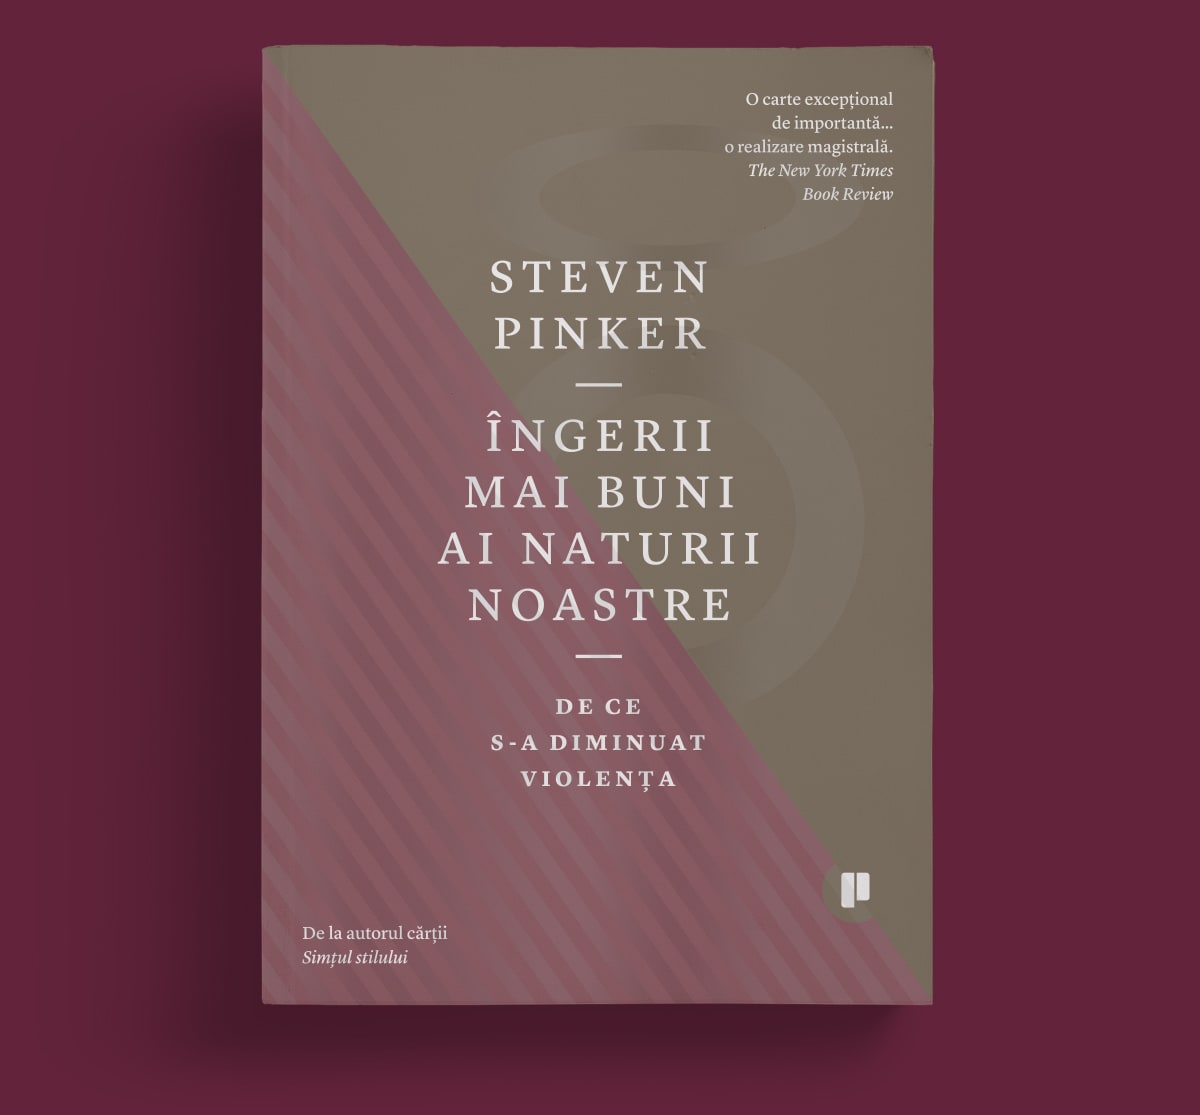 O carte excepțional
de importantă...
o realizare magistrală.
The New York Times
Book Review
STEVEN
PINKER
ÎNGERII
MAI BUNI
AI NATURII
NOASTRE
DE CE
S-A DIMINUAT
VIOLENȚA
De la autorul cărții
Simțul stilului